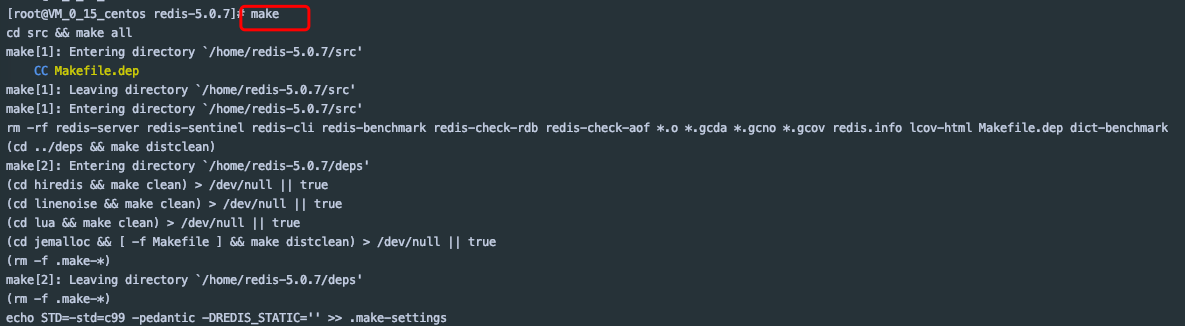 [root@VM_0_15_centos redis-5.0.7]# make
cd src && make all
make[1]: Entering directory `/home/redis-5.0.7/src'
    CC Makefile.dep
make[1]: Leaving directory `/home/redis-5.0.7/src'
make[1]: Entering directory `/home/redis-5.0.7/src'
rm -rf redis-server redis-sentinel redis-cli redis-benchmark redis-check-rdb redis-check-aof *.o *.gcda *.gcno *.gcov redis.info lcov-html Makefile.dep dict-benchmark
(cd ../deps && make distclean)
make[2]: Entering directory `/home/redis-5.0.7/deps'
(cd hiredis && make clean) > /dev/null || true
(cd linenoise && make clean) > /dev/null || true
(cd lua && make clean) > /dev/null || true
(cd jemalloc && [ -f Makefile ] && make distclean) > /dev/null || true
(rm -f .make-*)
make[2]: Leaving directory `/home/redis-5.0.7/deps'
(rm -f .make-*)
echo STD=-std=c99 -pedantic -DREDIS_STATIC='' >> .make-settings